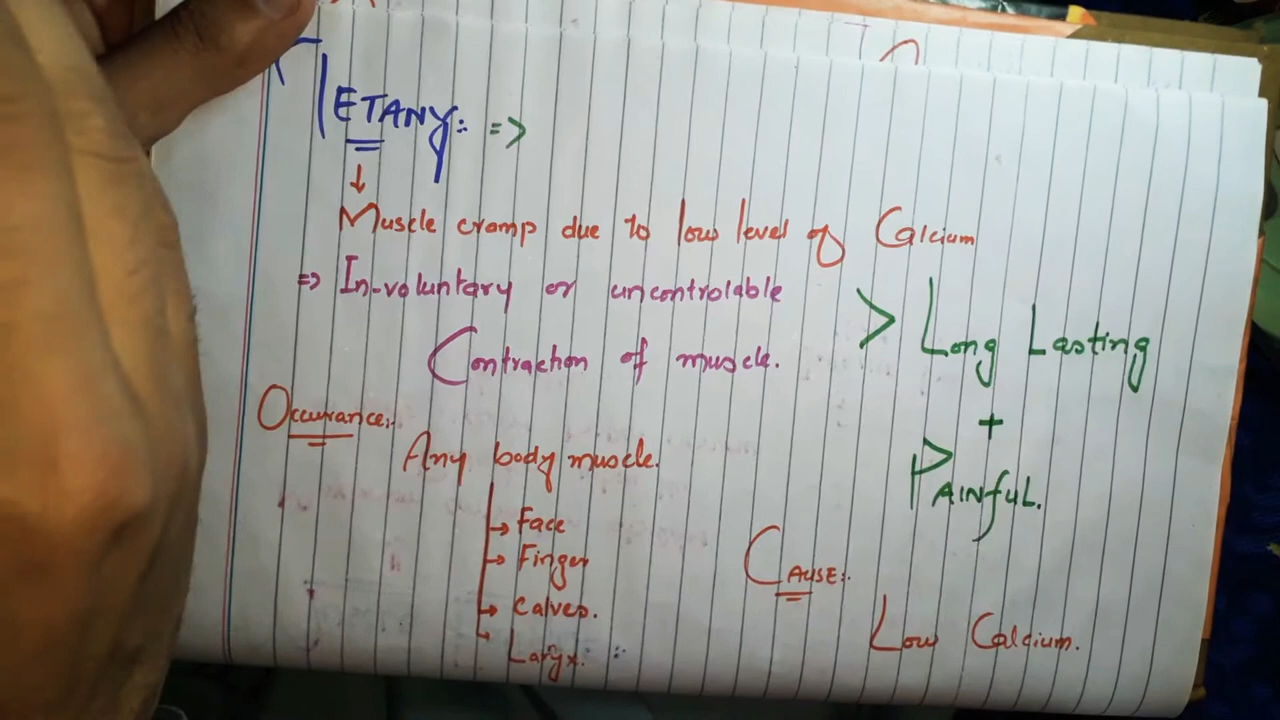 TETANY:- =>
↓
Muscle cramp due to low level of Calcium
=> In-voluntary or uncontrolable
Contraction of muscle.
> Long Lasting
+
PAINfUL.
Occurance:-
Any body muscle.
→ Face
→ Finger
→ Calves.
→ Laryx.
CAUSE:-
Low Calcium.